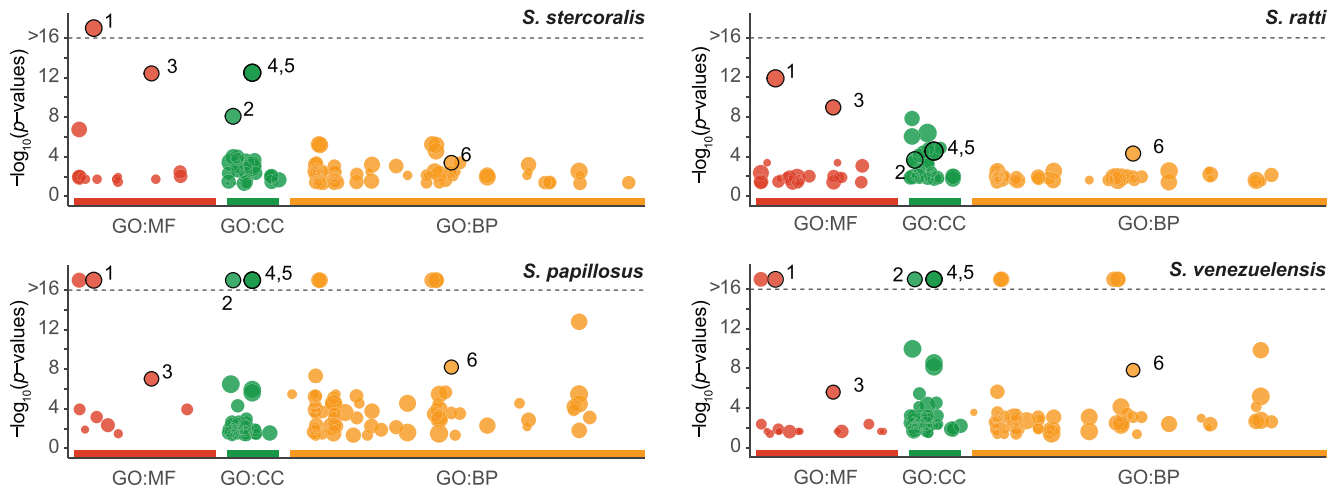 S. stercoralis
−log10(p−values)
>16
12
8
4
0
1
3
4,5
2
6
GO:MF
GO:CC
GO:BP
S. ratti
−log10(p−values)
>16
12
8
4
0
1
3
4,5
2
6
GO:MF
GO:CC
GO:BP
S. papillosus
−log10(p−values)
>16
12
8
4
0
1
4,5
2
3
6
GO:MF
GO:CC
GO:BP
S. venezuelensis
−log10(p−values)
>16
12
8
4
0
1
2
4,5
3
6
GO:MF
GO:CC
GO:BP